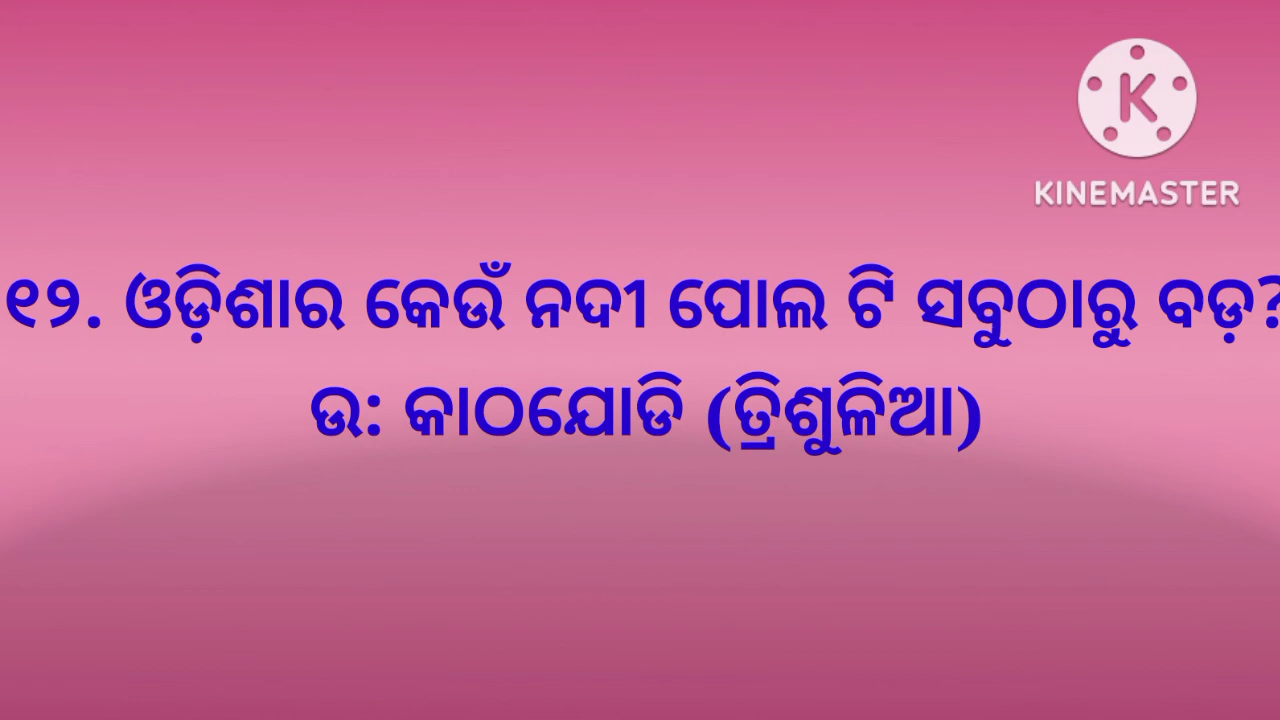 KINEMASTER
୧୨. ଓଡ଼ିଶାର କେଉଁ ନଦୀ ପୋଲ ଟି ସବୁଠାରୁ ବଡ଼?
ଉ: କାଠଯୋଡି (ତ୍ରିଶୁଳିଆ)